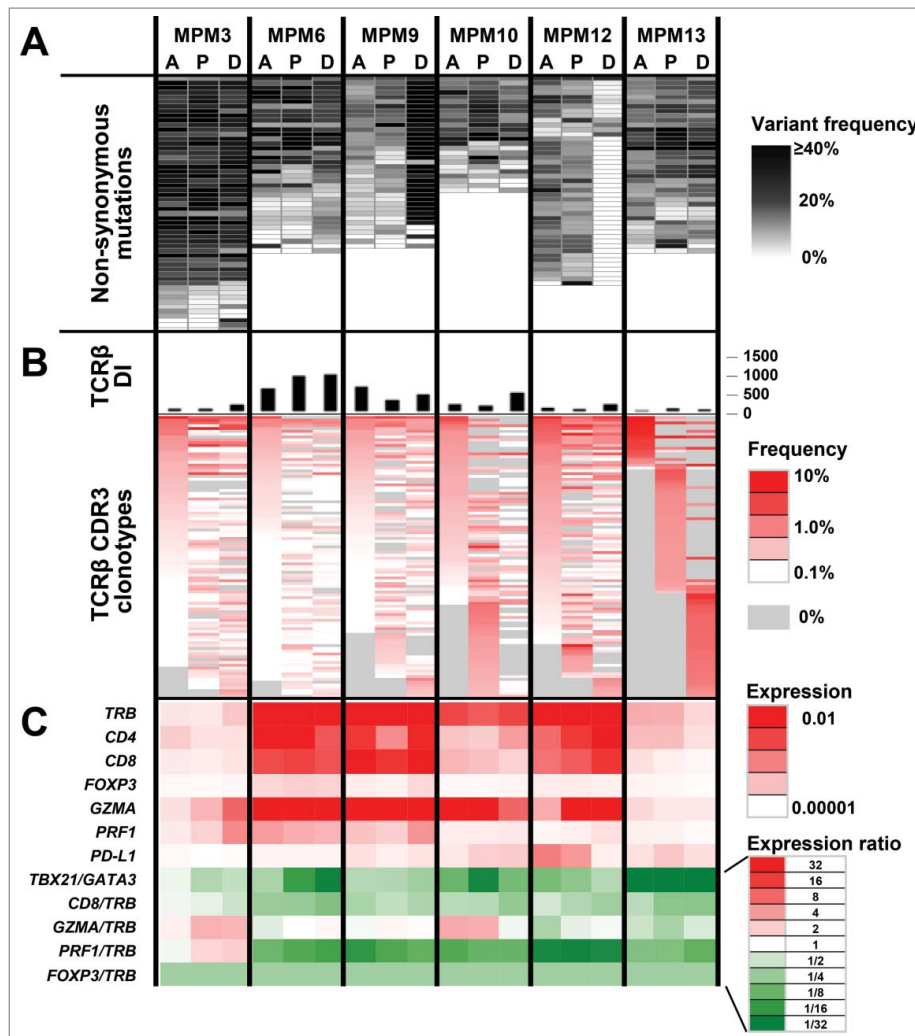 A
MPM3 MPM6 MPM9 MPM10 MPM12 MPM13
A P D A P D A P D A P D A P D A P D
Non-synonymous
mutations
Variant frequency
≥40%
20%
0%
B
TCRβ
DI
1500
1000
500
0
TCRβ CDR3
clonotypes
Frequency
10%
1.0%
0.1%
0%
C
TRB
CD4
CD8
FOXP3
GZMA
PRF1
PD-L1
TBX21/GATA3
CD8/TRB
GZMA/TRB
PRF1/TRB
FOXP3/TRB
Expression
0.01
0.00001
Expression ratio
32
16
8
4
2
1
1/2
1/4
1/8
1/16
1/32